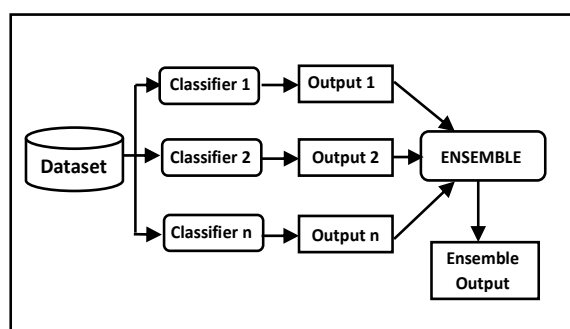 Dataset
Classifier 1
Output 1
Classifier 2
Output 2
Classifier n
Output n
ENSEMBLE
Ensemble
Output